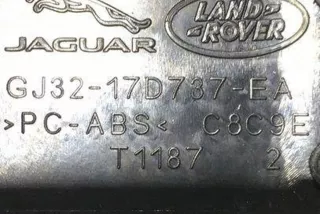 JAGUAR
LAND-
ROVER
GJ32-17D737-EA
>PC-ABS< C8C9E
T1187 2